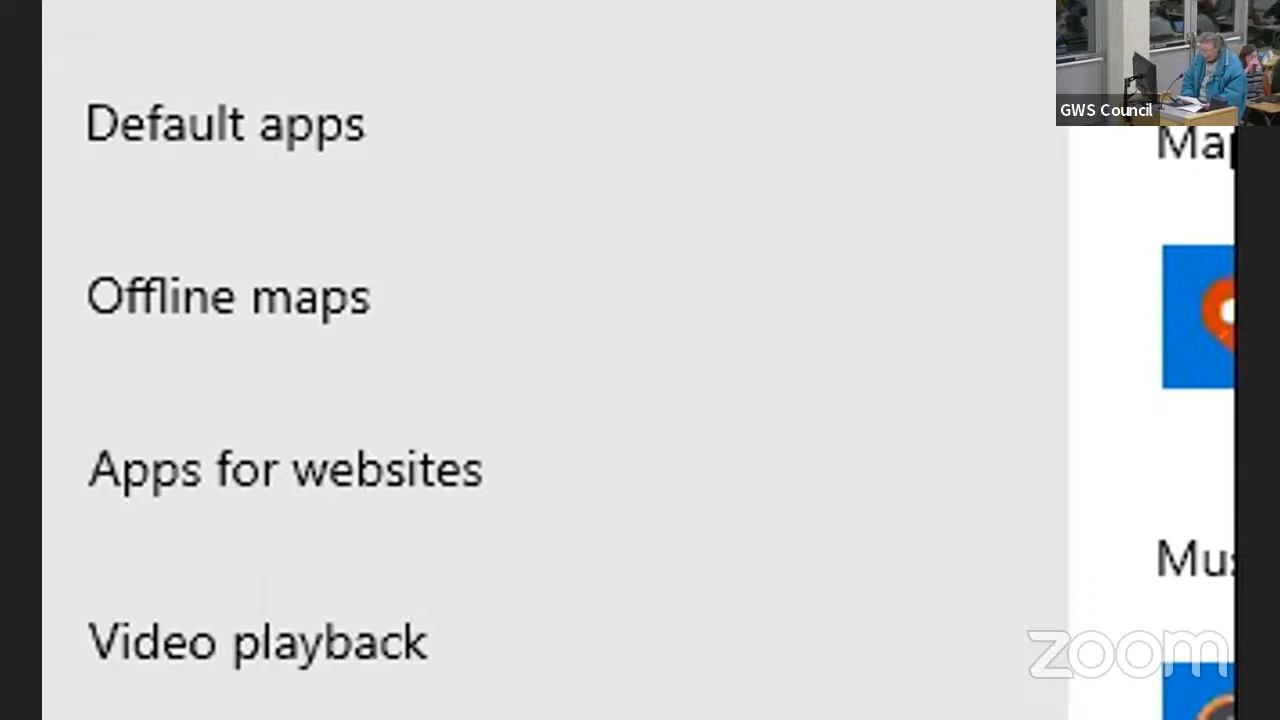 Default apps
Offline maps
Apps for websites
Video playback
GWS Council
zoom